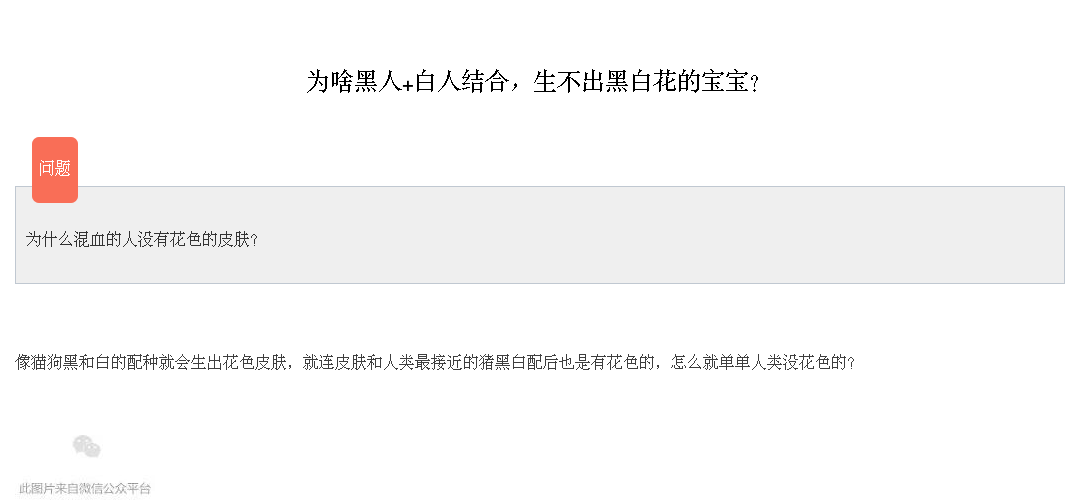 为啥黑人+白人结合，生不出黑白花的宝宝？
问题
为什么混血的人没有花色的皮肤？
像猫狗黑和白的配种就会生出花色皮肤，就连皮肤和人类最接近的猪黑白配后也是有花色的，怎么就单单人类没花色的？
此图片来自微信公众平台